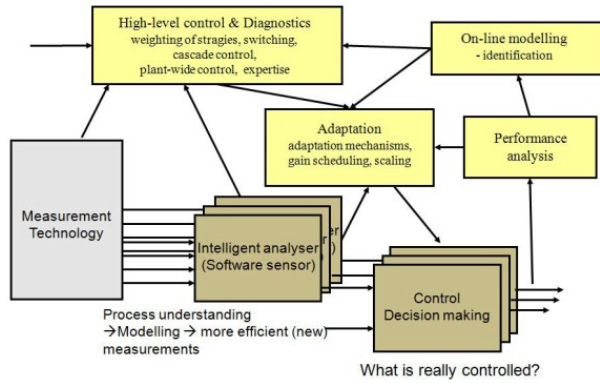 High-level control & Diagnostics
weighting of stragies, switching,
cascade control,
plant-wide control, expertise
On-line modelling
- identification
Adaptation
adaptation mechanisms,
gain scheduling, scaling
Performance
analysis
Measurement
Technology
Intelligent analyser
(Software sensor)
Control
Decision making
Process understanding
→Modelling → more efficient (new)
measurements
What is really controlled?